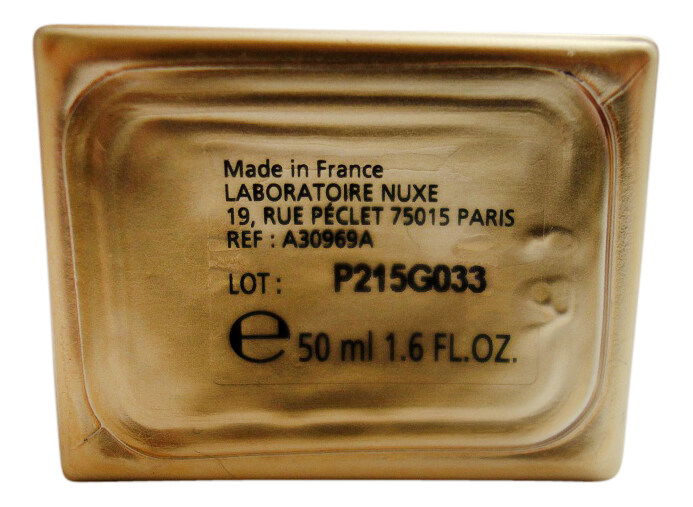 Made in France
LABORATOIRE NUXE
19, RUE PÉCLET 75015 PARIS
REF : A30969A
LOT : P215G033
℮ 50 ml 1.6 FL.OZ.